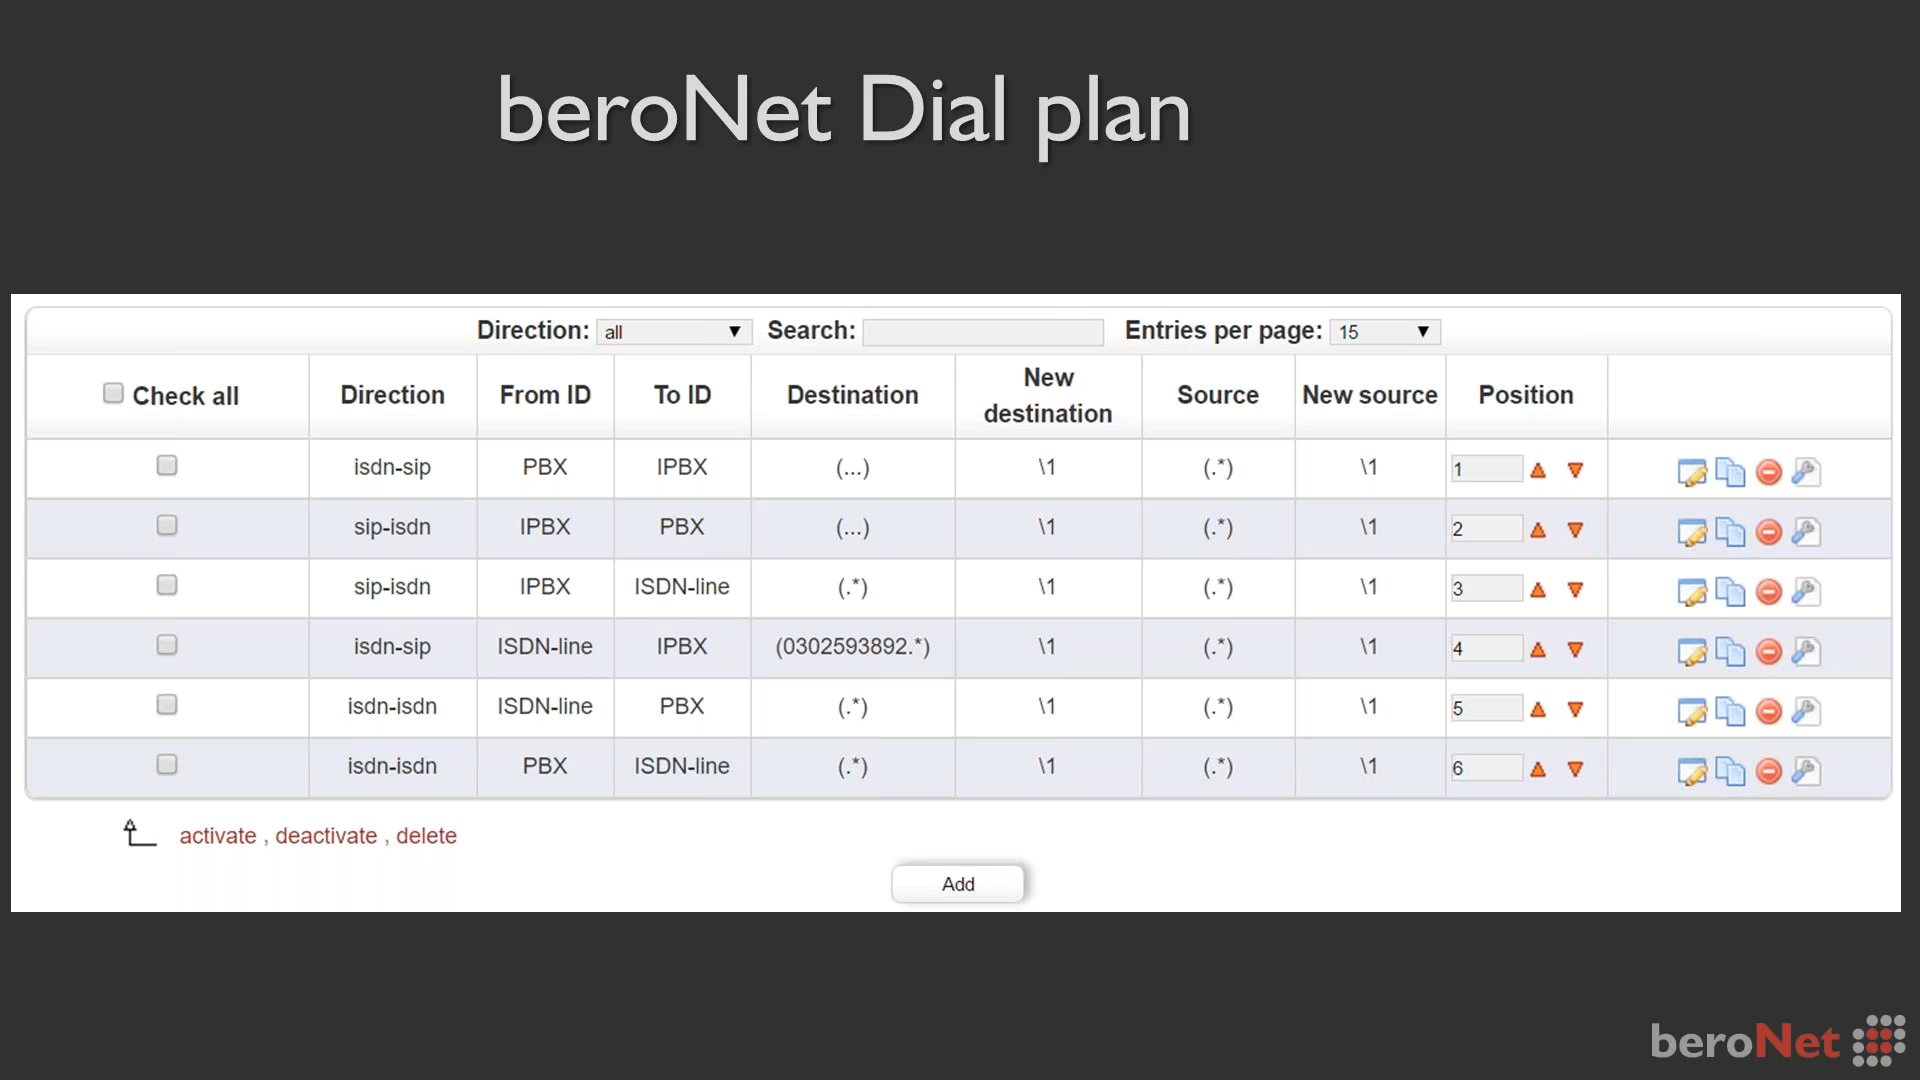 beroNet Dial plan
Direction: all Search: Entries per page: 15
Check all Direction From ID To ID Destination New destination Source New source Position
isdn-sip PBX IPBX (...) \1 (.*) \1 1
sip-isdn IPBX PBX (...) \1 (.*) \1 2
sip-isdn IPBX ISDN-line (.*) \1 (.*) \1 3
isdn-sip ISDN-line IPBX (0302593892.*) \1 (.*) \1 4
isdn-isdn ISDN-line PBX (.*) \1 (.*) \1 5
isdn-isdn PBX ISDN-line (.*) \1 (.*) \1 6
activate , deactivate , delete
Add
beroNet